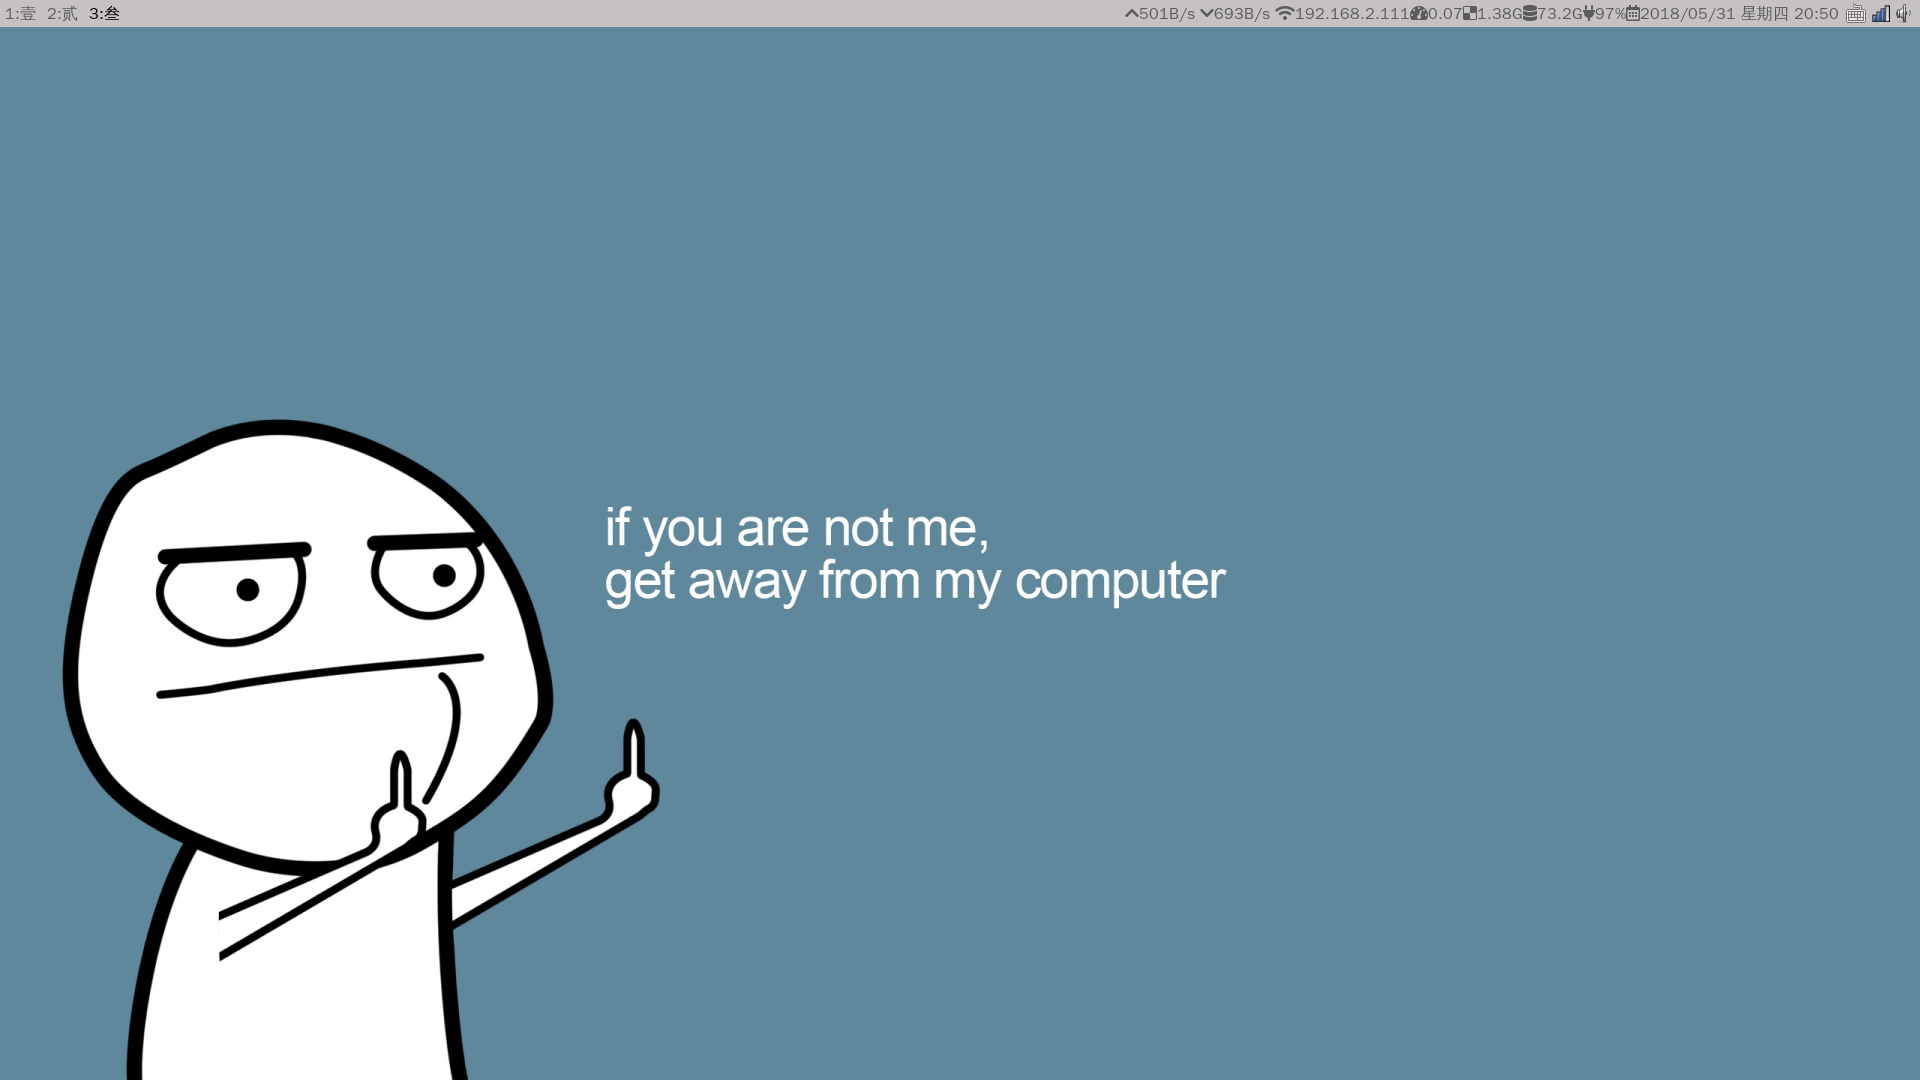 1:壹 2:贰 3:叁 501B/s 693B/s 192.168.2.111 0.07 1.38G 73.2G 97% 2018/05/31 星期四 20:50
if you are not me,
get away from my computer